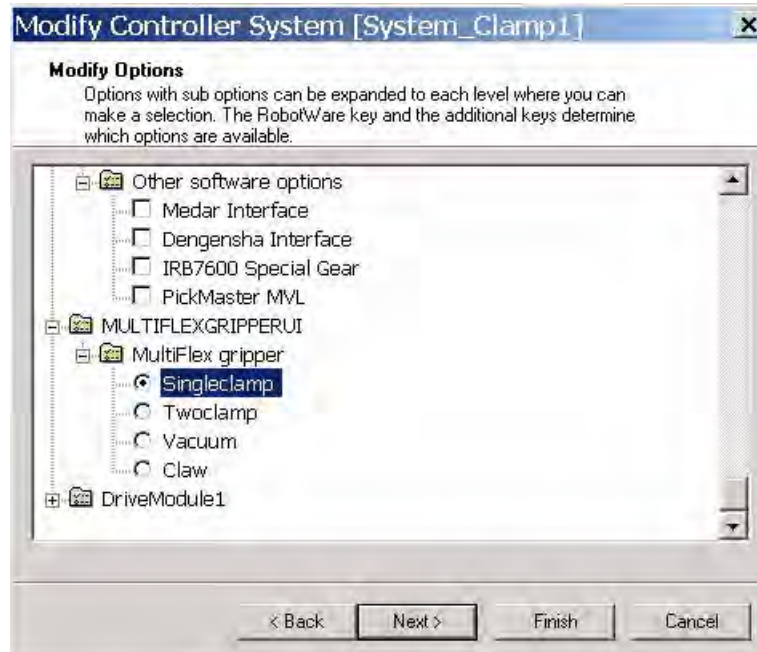 Modify Controller System [System_Clamp1]
Modify Options
Options with sub options can be expanded to each level where you can
make a selection. The RobotWare key and the additional keys determine
which options are available.
Other software options
Medar Interface
Dengensha Interface
IRB7600 Special Gear
PickMaster MVL
MULTIFLEXGRIPPERUI
MultiFlex gripper
Singleclamp
Twoclamp
Vacuum
Claw
DriveModule1
< Back Next > Finish Cancel